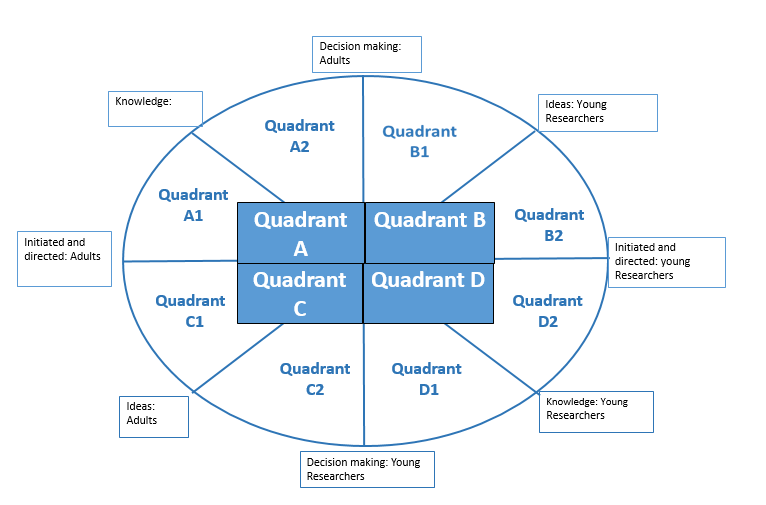 Decision making:
Adults
Knowledge:
Ideas: Young
Researchers
Quadrant
A2
Quadrant
B1
Quadrant
A1
Quadrant
B2
Quadrant
A
Quadrant B
Initiated and
directed: Adults
Initiated and
directed: young
Researchers
Quadrant
C
Quadrant D
Quadrant
C1
Quadrant
D2
Quadrant
C2
Quadrant
D1
Ideas:
Adults
Knowledge: Young
Researchers
Decision making: Young
Researchers